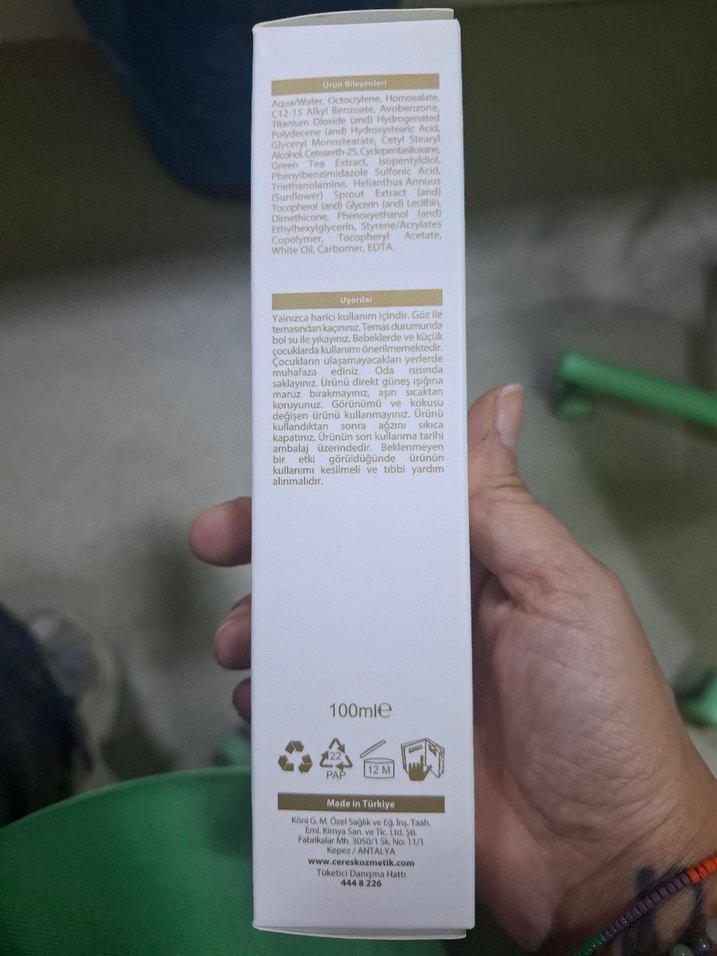 Ürün Bileşenleri
Aqua/Water, Octocrylene, Homosalate,
C12-15 Alkyl Benzoate, Avobenzone,
Titanium Dioxide (and) Hydrogenated
Polydecene (and) Hydroxystearic Acid,
Glyceryl Monostearate, Cetyl Stearyl
Alcohol, Ceteareth-25, Cyclopentasiloxane,
Green Tea Extract, Isopentyldiol,
Phenylbenzimidazole Sulfonic Acid,
Triethanolamine, Helianthus Annuus
(Sunflower) Sprout Extract (and)
Tocopherol (and) Glycerin (and) Lecithin,
Dimethicone, Phenoxyethanol (and)
Ethylhexylglycerin, Styrene/Acrylates
Copolymer, Tocopheryl Acetate,
White Oil, Carbomer, EDTA.
Uyarılar
Yalnızca harici kullanım içindir. Göz ile
temasından kaçınınız. Temas durumunda
bol su ile yıkayınız. Bebeklerde ve küçük
çocuklarda kullanımı önerilmemektedir.
Çocukların ulaşamayacakları yerlerde
muhafaza ediniz. Oda ısısında
saklayınız. Ürünü direkt güneş ışığına
maruz bırakmayınız, aşırı sıcaktan
koruyunuz. Görünümü ve kokusu
değişen ürünü kullanmayınız. Ürünü
kullandıktan sonra ağzını sıkıca
kapatınız. Ürünün son kullanma tarihi
ambalaj üzerindedir. Beklenmeyen
bir etki görüldüğünde ürünün
kullanımı kesilmeli ve tıbbi yardım
alınmalıdır.
100ml℮
22
PAP
12 M
Made in Türkiye
Köni G. M. Özel Sağlık ve Eğ. İnş. Taah.
Eml. Kimya San. ve Tic. Ltd. Şti.
Fabrikalar Mh. 3050/1 Sk. No: 11/1
Kepez / ANTALYA
www.cereskozmetik.com
Tüketici Danışma Hattı
444 8 226